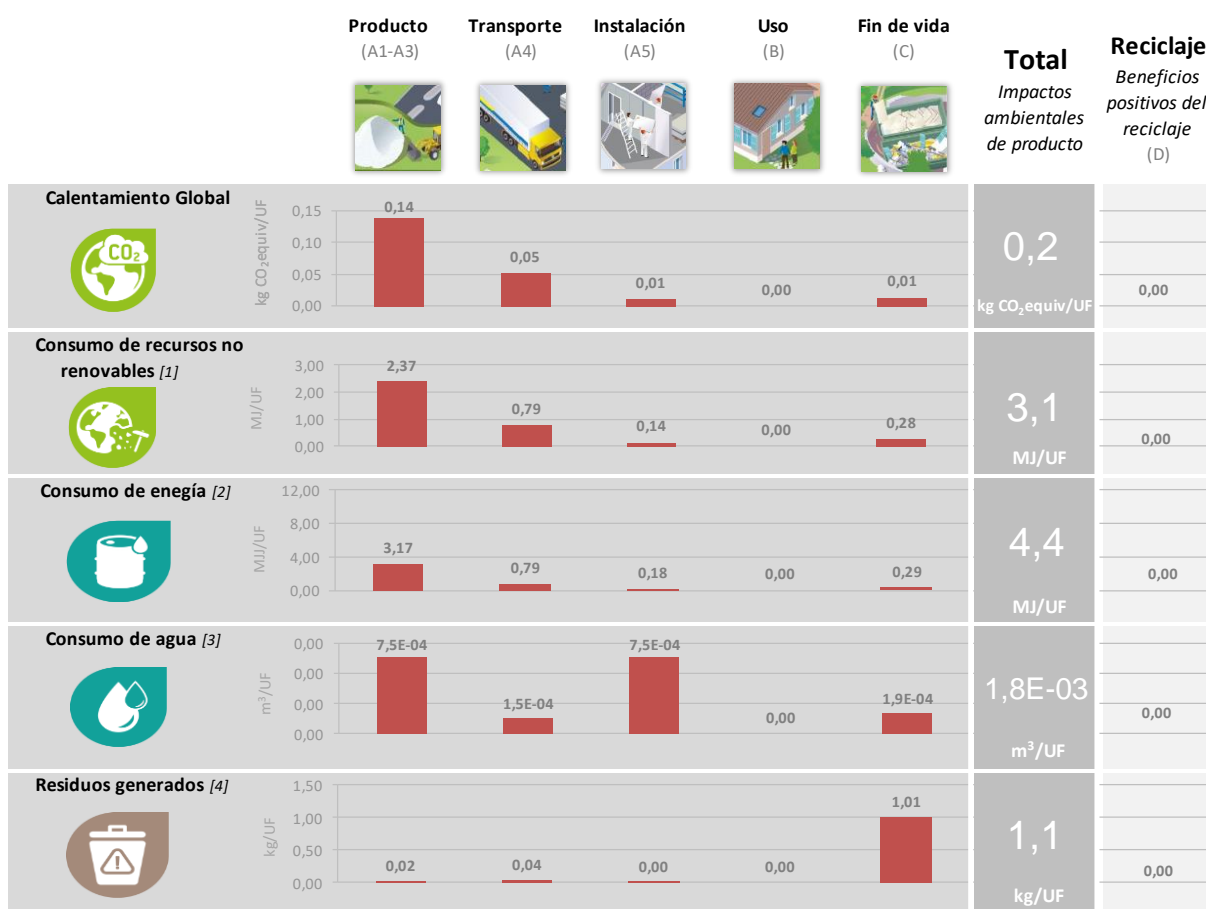 Producto
(A1-A3)
Transporte
(A4)
Instalación
(A5)
Uso
(B)
Fin de vida
(C)
Total
Impactos
ambientales
de producto
Reciclaje
Beneficios
positivos del
reciclaje
(D)
Calentamiento Global
CO2
kg CO2equiv/UF
0,15
0,10
0,05
0,00
0,14
0,05
0,01
0,00
0,01
0,2
kg CO2equiv/UF
0,00
Consumo de recursos no
renovables [1]
MJ/UF
3,00
2,00
1,00
0,00
2,37
0,79
0,14
0,00
0,28
3,1
MJ/UF
0,00
Consumo de enegía [2]
MJJ/UF
12,00
8,00
4,00
0,00
3,17
0,79
0,18
0,00
0,29
4,4
MJ/UF
0,00
Consumo de agua [3]
m³/UF
0,00
0,00
0,00
0,00
7,5E-04
1,5E-04
7,5E-04
0,00
1,9E-04
1,8E-03
m³/UF
0,00
Residuos generados [4]
kg/UF
1,50
1,00
0,50
0,00
0,02
0,04
0,00
0,00
1,01
1,1
kg/UF
0,00